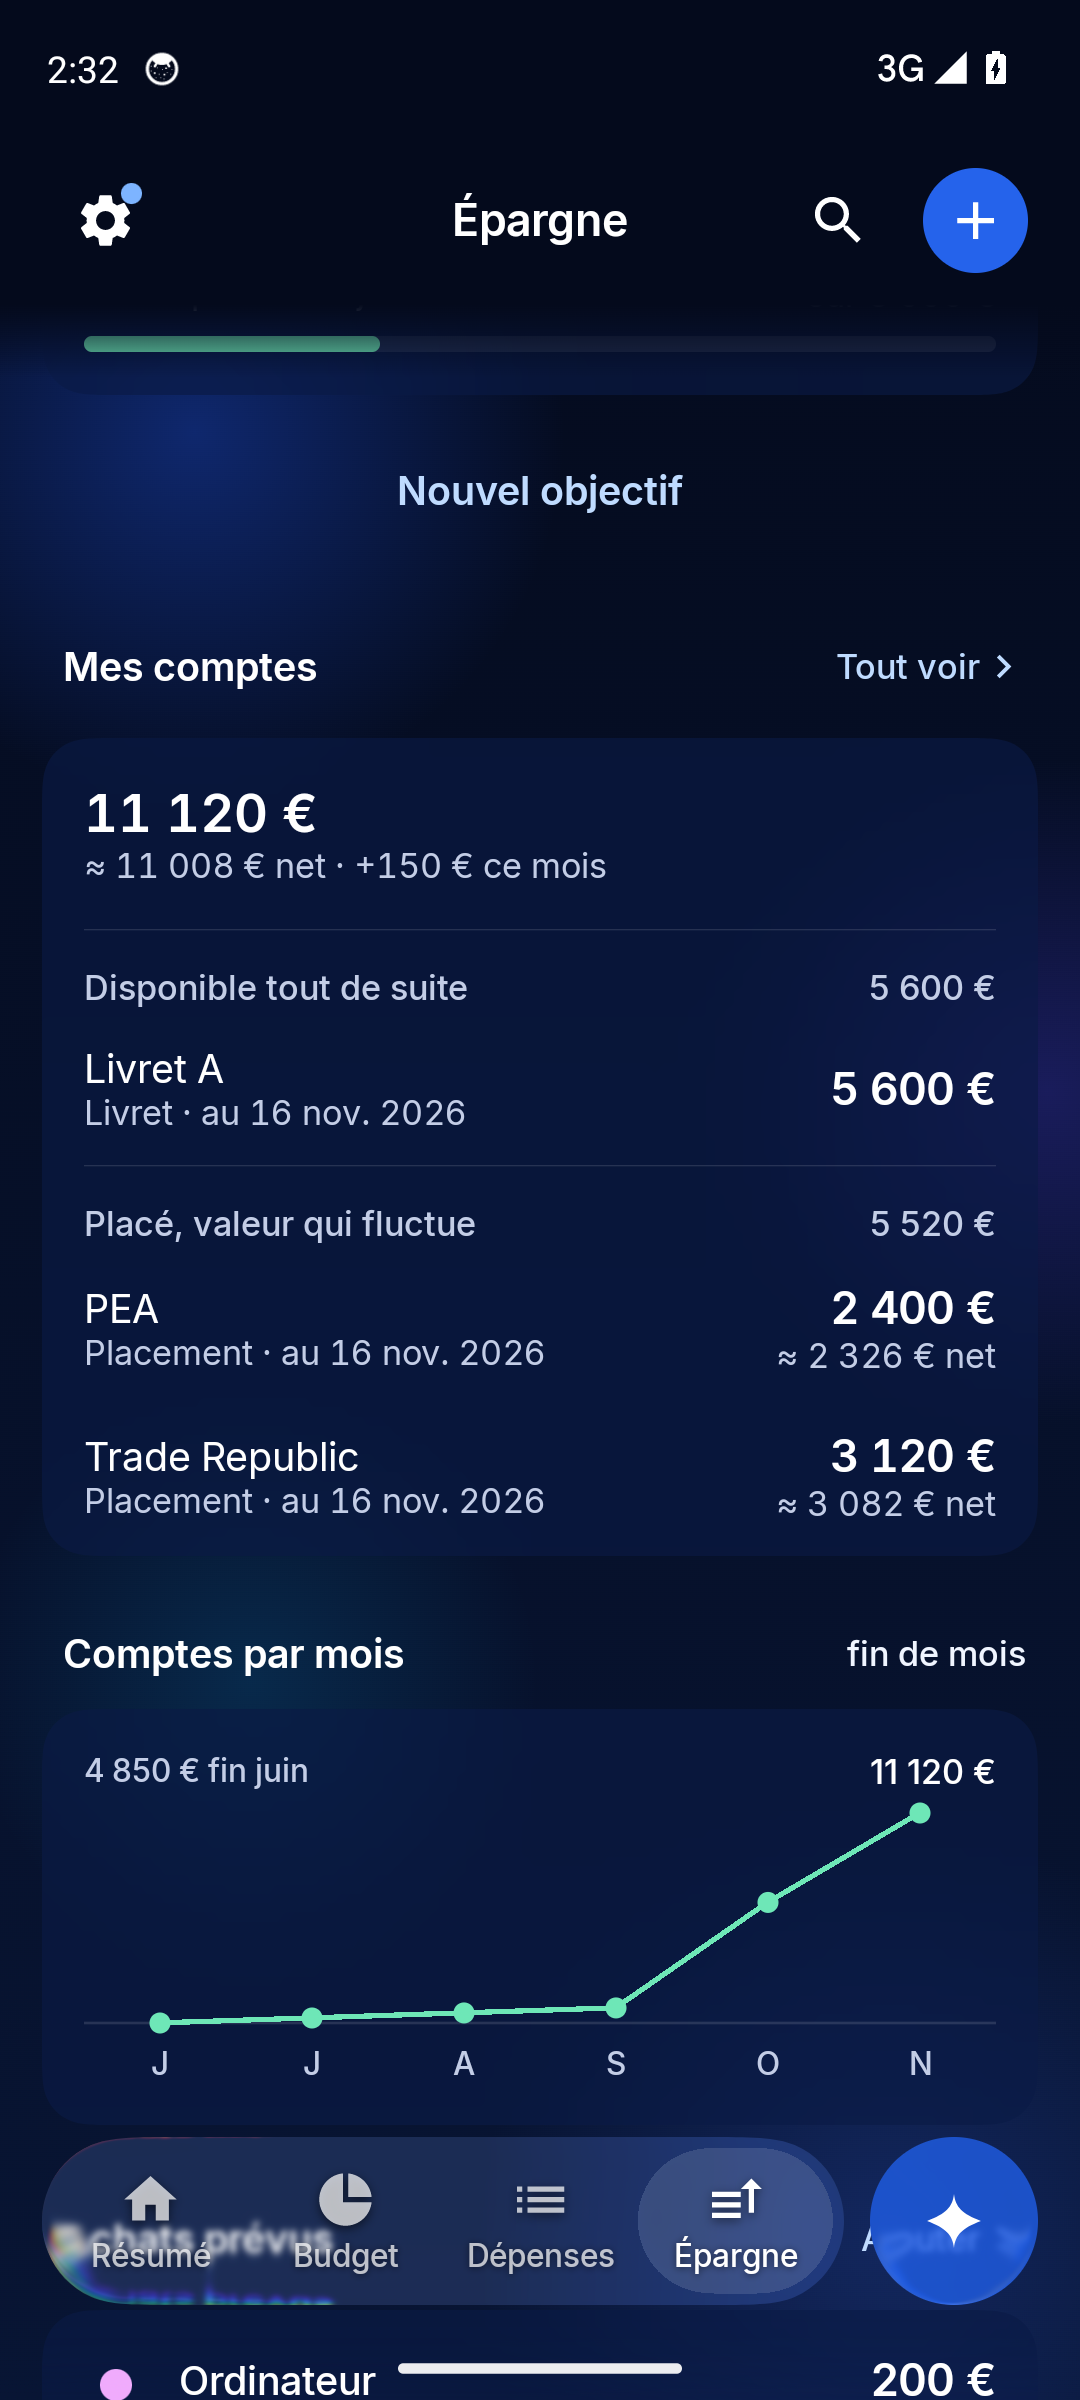 2:32
3G
Épargne
Nouvel objectif
Mes comptes
Tout voir
11 120 €
≈ 11 008 € net · +150 € ce mois
Disponible tout de suite
5 600 €
Livret A
5 600 €
Livret · au 16 nov. 2026
Placé, valeur qui fluctue
5 520 €
PEA
2 400 €
Placement · au 16 nov. 2026
≈ 2 326 € net
Trade Republic
3 120 €
Placement · au 16 nov. 2026
≈ 3 082 € net
Comptes par mois
fin de mois
4 850 € fin juin
11 120 €
J
J
A
S
O
N
chats prévus
Résumé
Budget
Dépenses
Épargne
Ordinateur
200 €